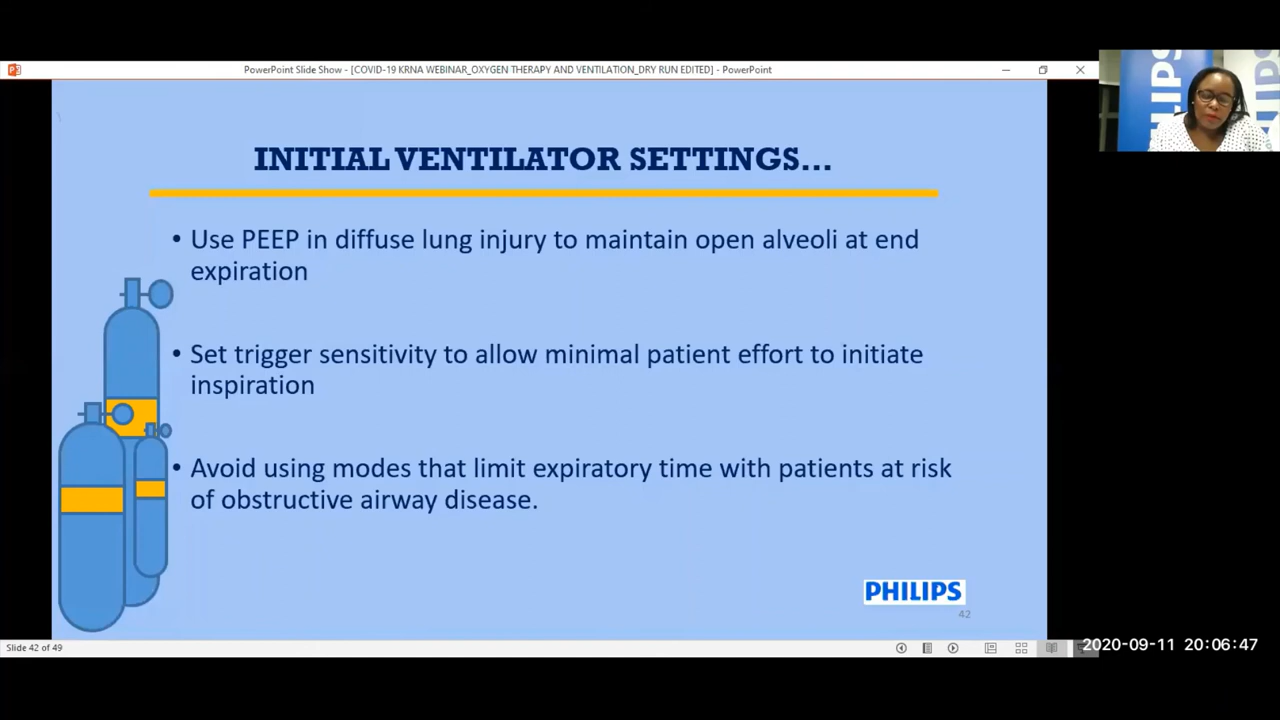 PowerPoint Slide Show - [COVID-19 KRNA WEBINAR_OXYGEN THERAPY AND VENTILATION_DRY RUN EDITED] - PowerPoint
INITIAL VENTILATOR SETTINGS...
• Use PEEP in diffuse lung injury to maintain open alveoli at end
expiration
• Set trigger sensitivity to allow minimal patient effort to initiate
inspiration
• Avoid using modes that limit expiratory time with patients at risk
of obstructive airway disease.
PHILIPS
42
Slide 42 of 49
2020-09-11 20:06:47